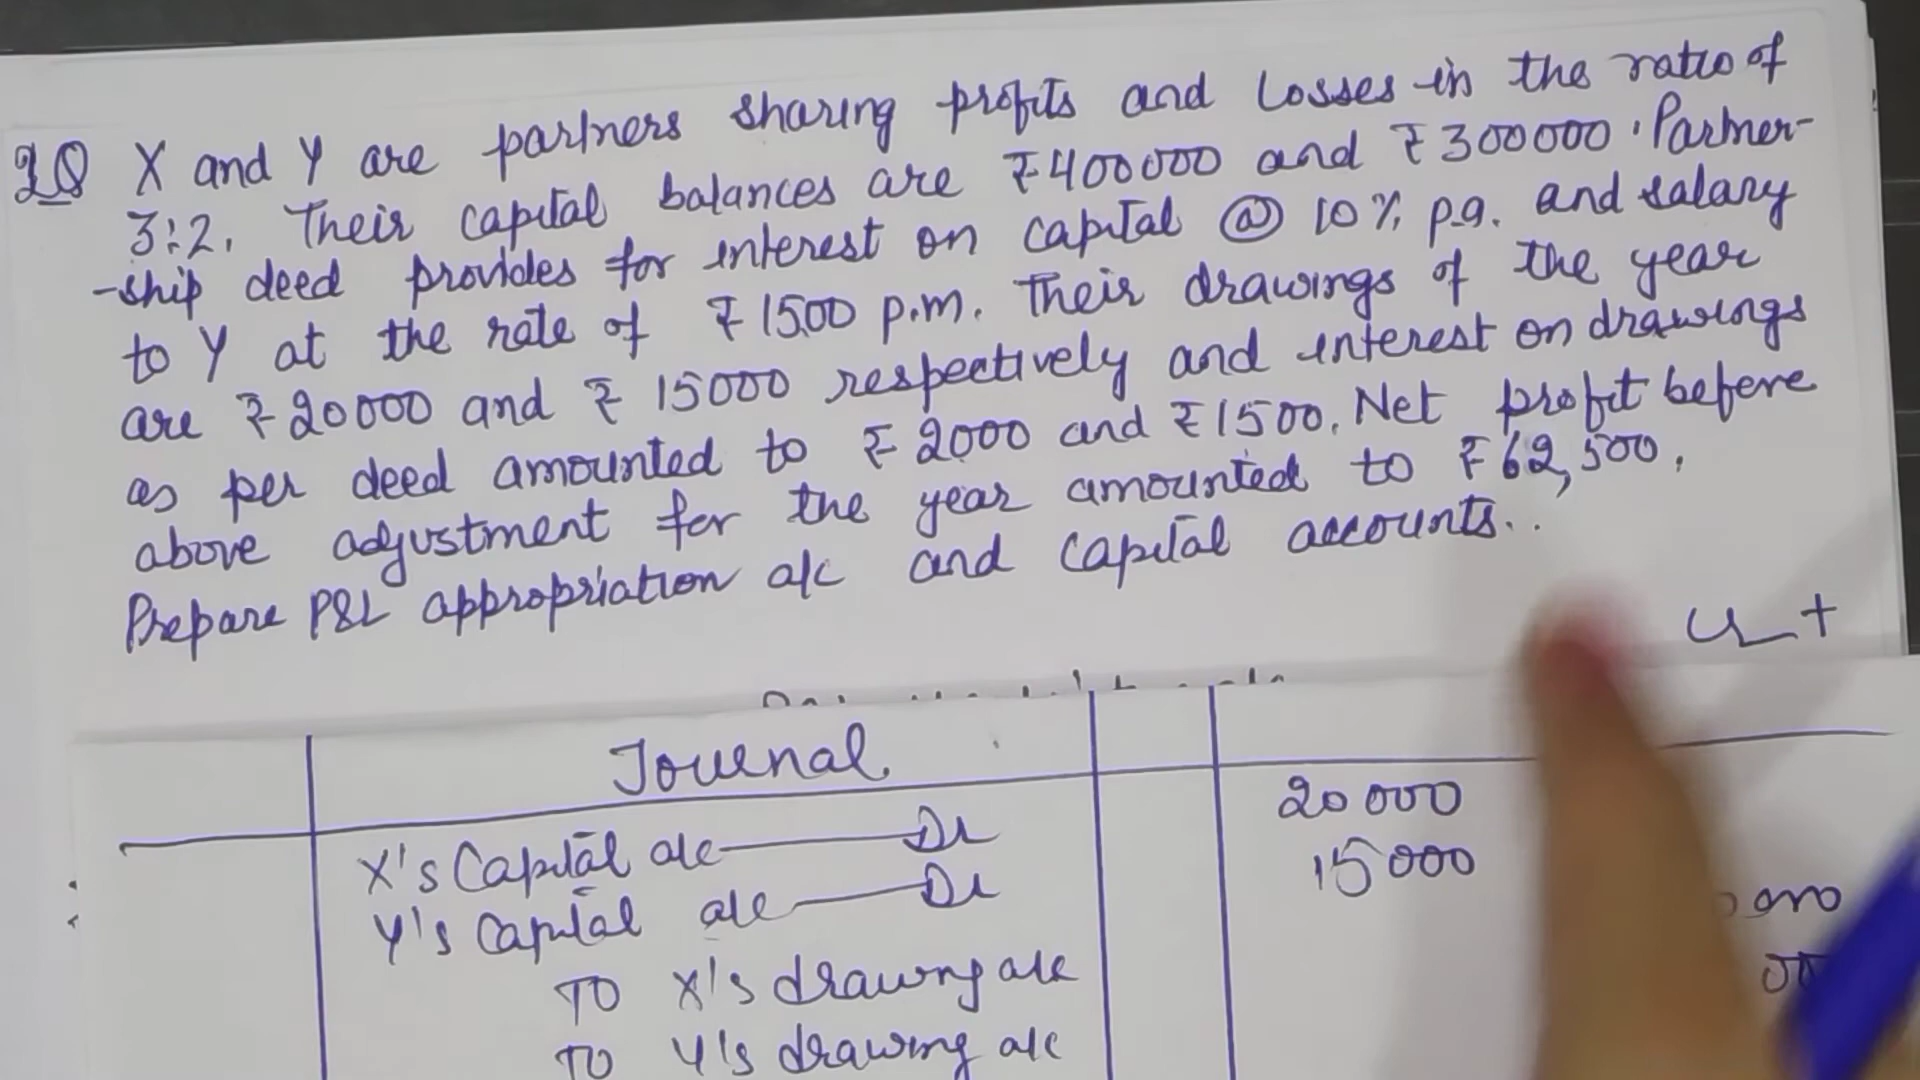 2Q X and Y are partners sharing profits and Losses in the ratio of
3:2. Their capital balances are ₹400000 and ₹300000. Partner-
-ship deed provides for interest on capital @ 10% p.a. and salary
to Y at the rate of ₹1500 p.m. Their drawings of the year
are ₹20000 and ₹15000 respectively and interest on drawings
as per deed amounted to ₹2000 and ₹1500. Net profit before
above adjustment for the year amounted to ₹62,500.
Prepare P&L appropriation a/c and capital accounts.
Journal
X's Capital a/c Dr 20000
Y's Capital a/c Dr 15000
TO X's drawing a/c
TO Y's drawing a/c